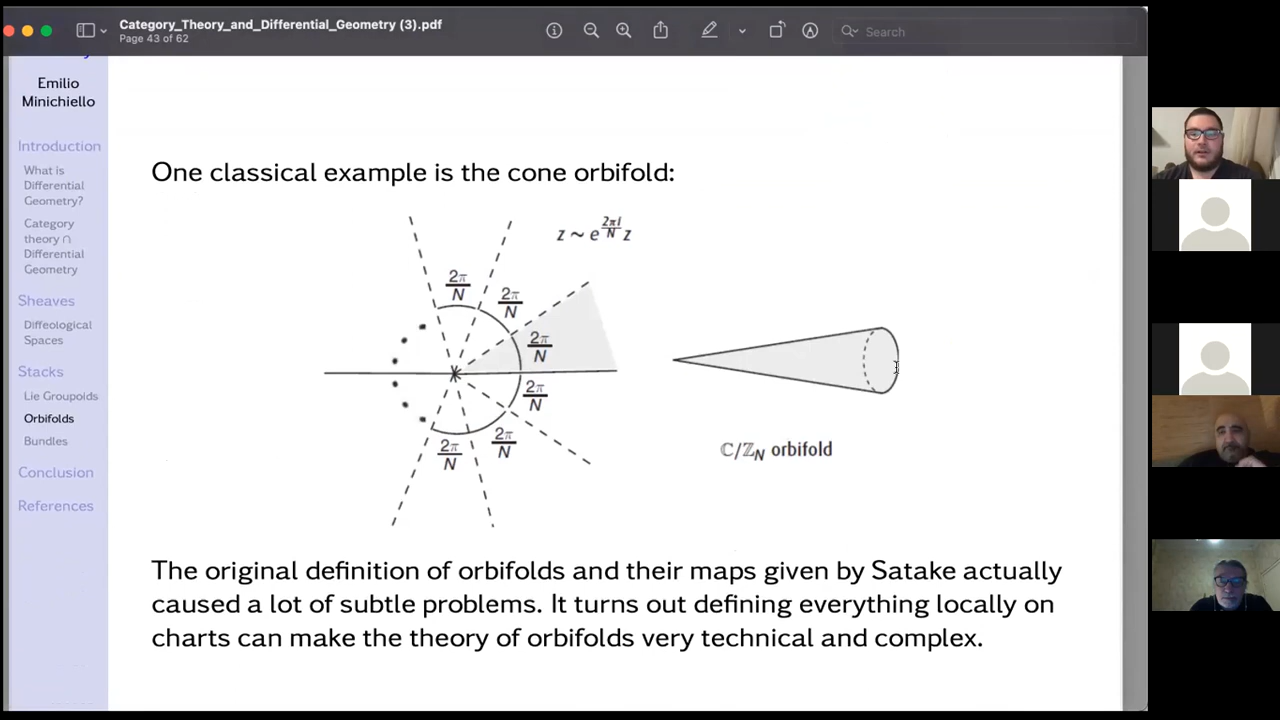 Category_Theory_and_Differential_Geometry (3).pdf
Page 43 of 62
Search
Emilio
Minichiello
Introduction
What is
Differential
Geometry?
Category
theory ∩
Differential
Geometry
Sheaves
Diffeological
Spaces
Stacks
Lie Groupoids
Orbifolds
Bundles
Conclusion
References
One classical example is the cone orbifold:
z ~ e^{2πi/N} z
2π/N
2π/N
2π/N
2π/N
2π/N
2π/N
ℂ/ℤ_N orbifold
The original definition of orbifolds and their maps given by Satake actually
caused a lot of subtle problems. It turns out defining everything locally on
charts can make the theory of orbifolds very technical and complex.